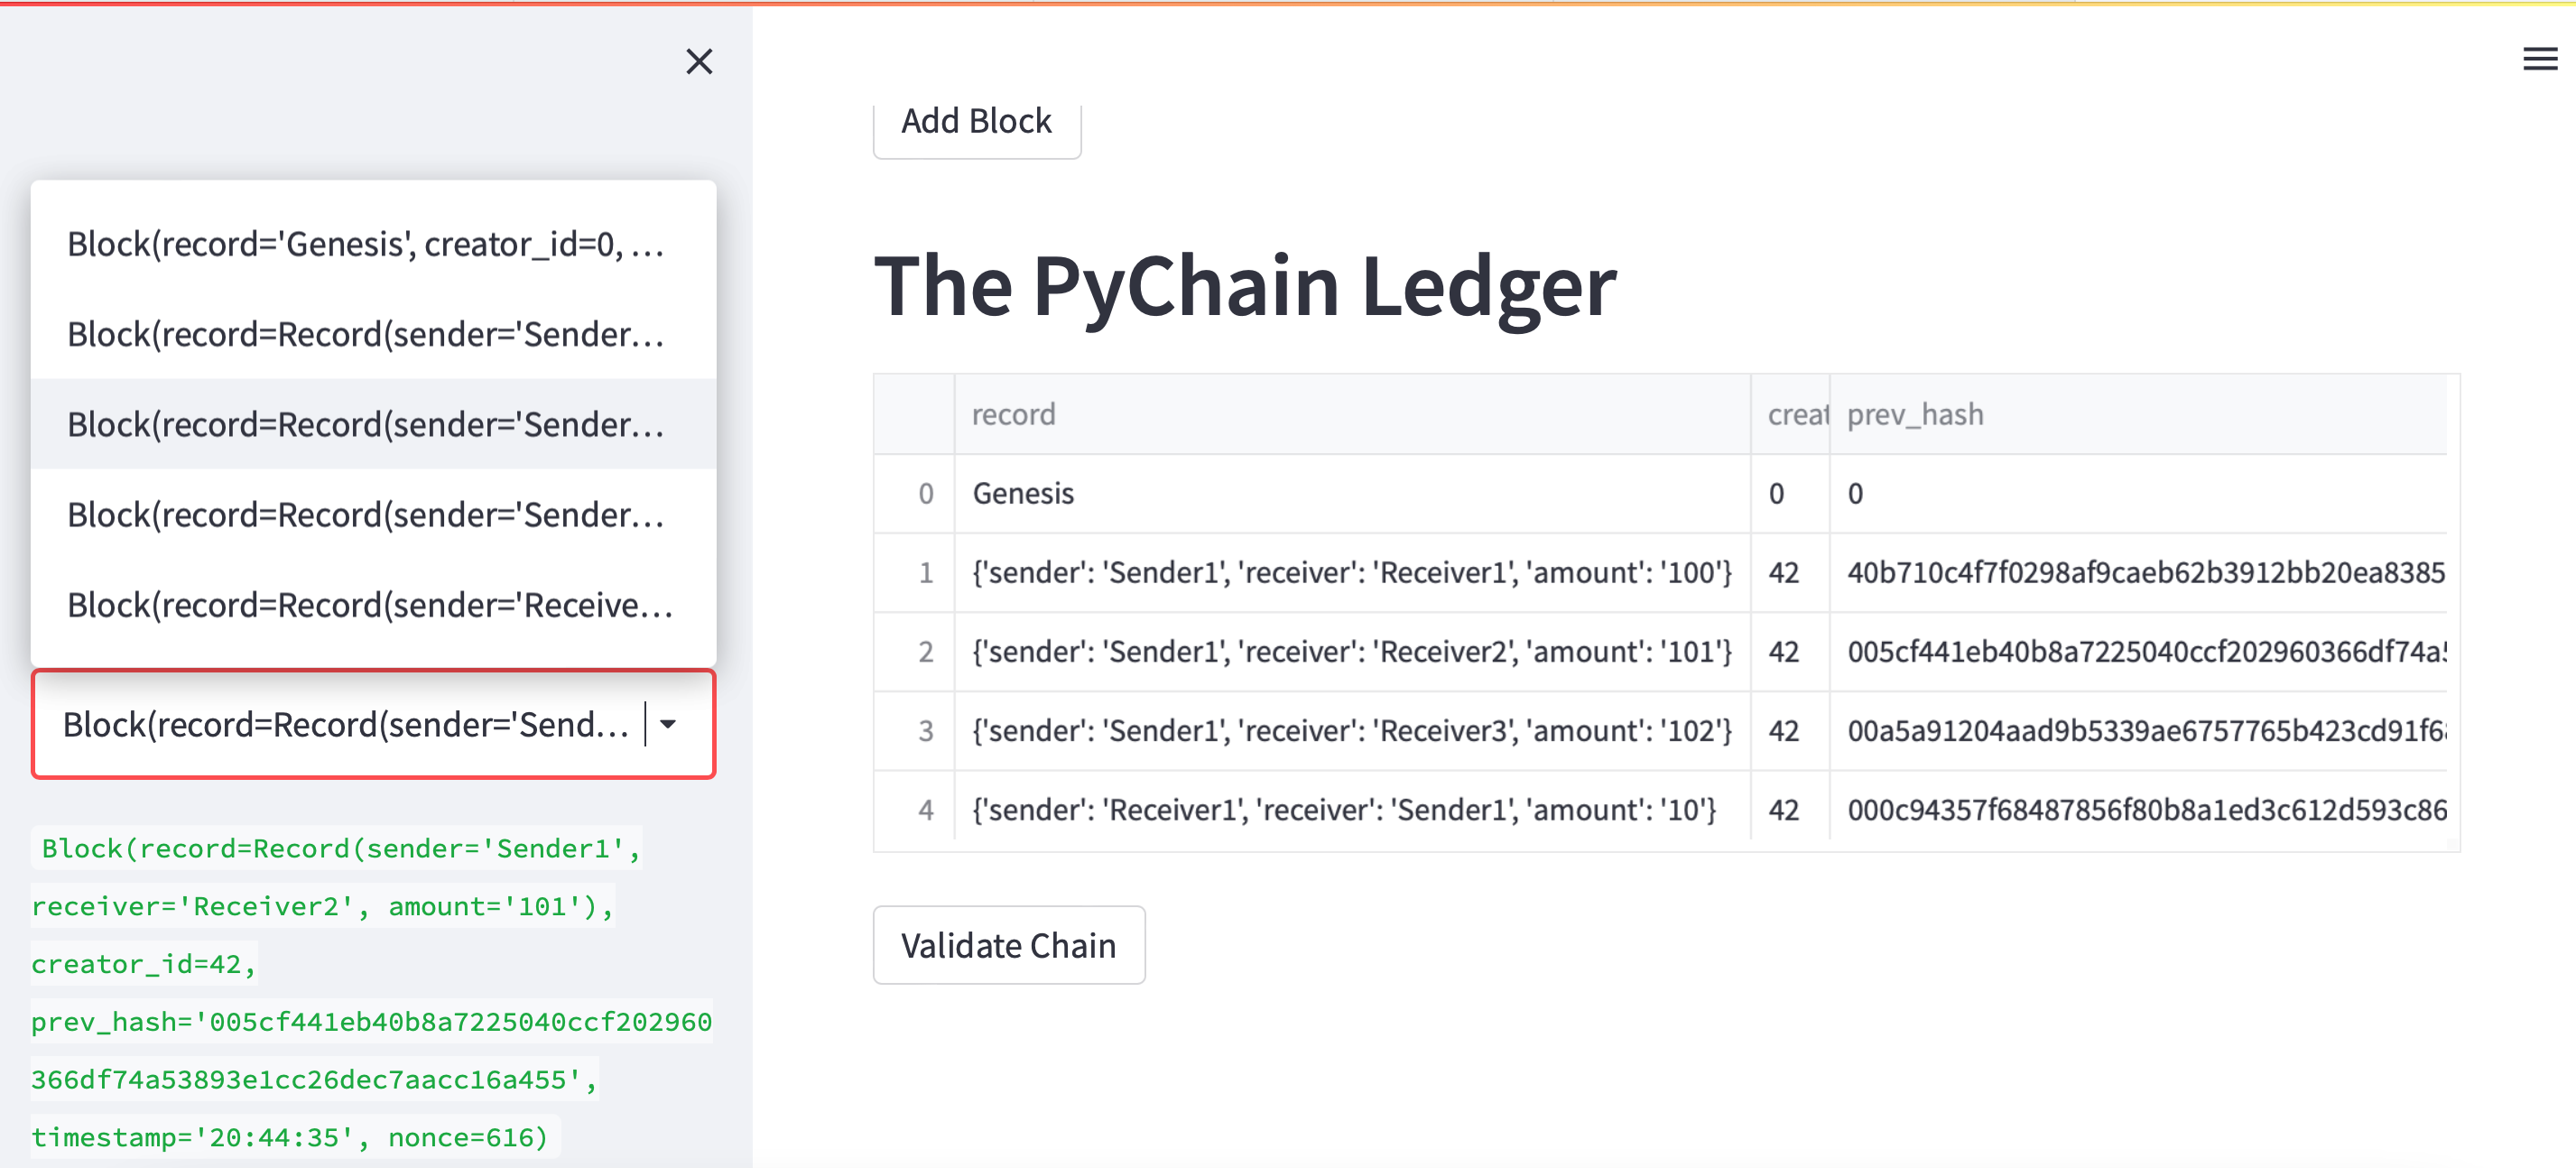 Block(record='Genesis', creator_id=0, …
Block(record=Record(sender='Sender…
Block(record=Record(sender='Sender…
Block(record=Record(sender='Sender…
Block(record=Record(sender='Receive…
Block(record=Record(sender='Send…
Block(record=Record(sender='Sender1',
receiver='Receiver2', amount='101'),
creator_id=42,
prev_hash='005cf441eb40b8a7225040ccf202960
366df74a53893e1cc26dec7aacc16a455',
timestamp='20:44:35', nonce=616)
Add Block
The PyChain Ledger
record creat prev_hash
0 Genesis 0 0
1 {'sender': 'Sender1', 'receiver': 'Receiver1', 'amount': '100'} 42 40b710c4f7f0298af9caeb62b3912bb20ea8385
2 {'sender': 'Sender1', 'receiver': 'Receiver2', 'amount': '101'} 42 005cf441eb40b8a7225040ccf202960366df74a5
3 {'sender': 'Sender1', 'receiver': 'Receiver3', 'amount': '102'} 42 00a5a91204aad9b5339ae6757765b423cd91f6
4 {'sender': 'Receiver1', 'receiver': 'Sender1', 'amount': '10'} 42 000c94357f68487856f80b8a1ed3c612d593c86
Validate Chain